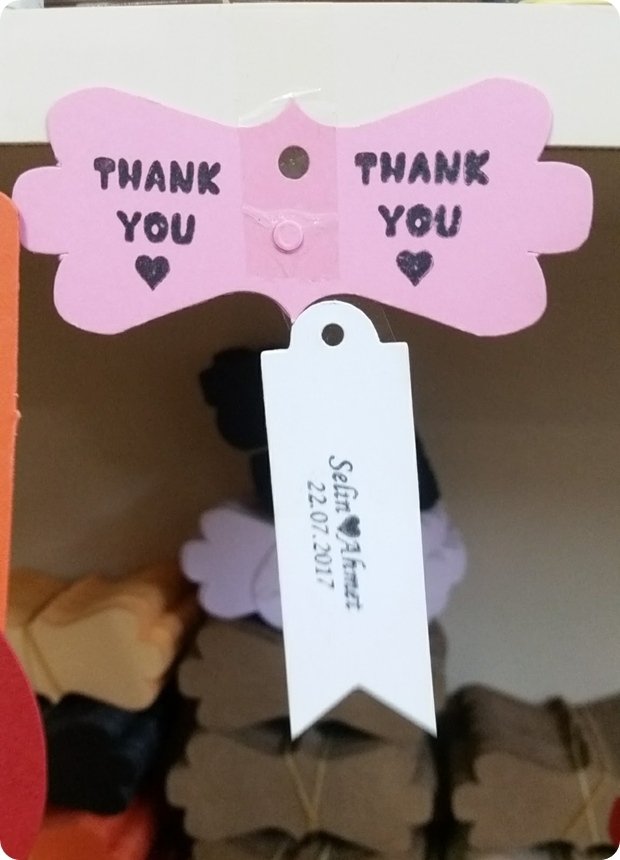 THANK
YOU
♥
THANK
YOU
♥
Selin♥Ahmet
22.07.2017